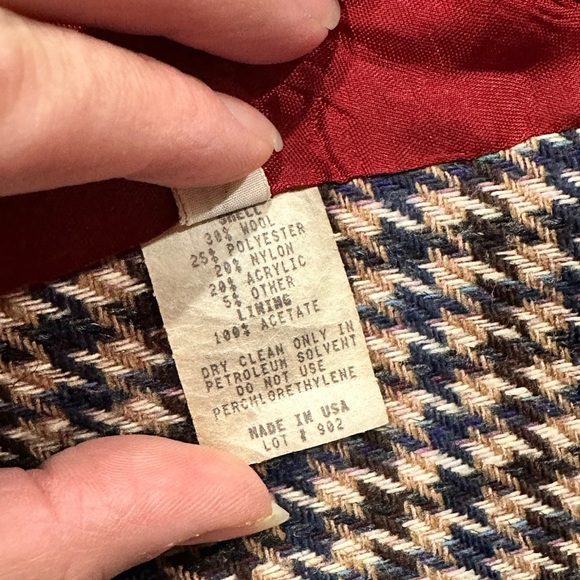 SHELL
30% WOOL
25% POLYESTER
20% NYLON
20% ACRYLIC
5% OTHER
LINING
100% ACETATE
DRY CLEAN ONLY IN
PETROLEUM SOLVENT
DO NOT USE
PERCHLORETHYLENE
MADE IN USA
LOT # 902